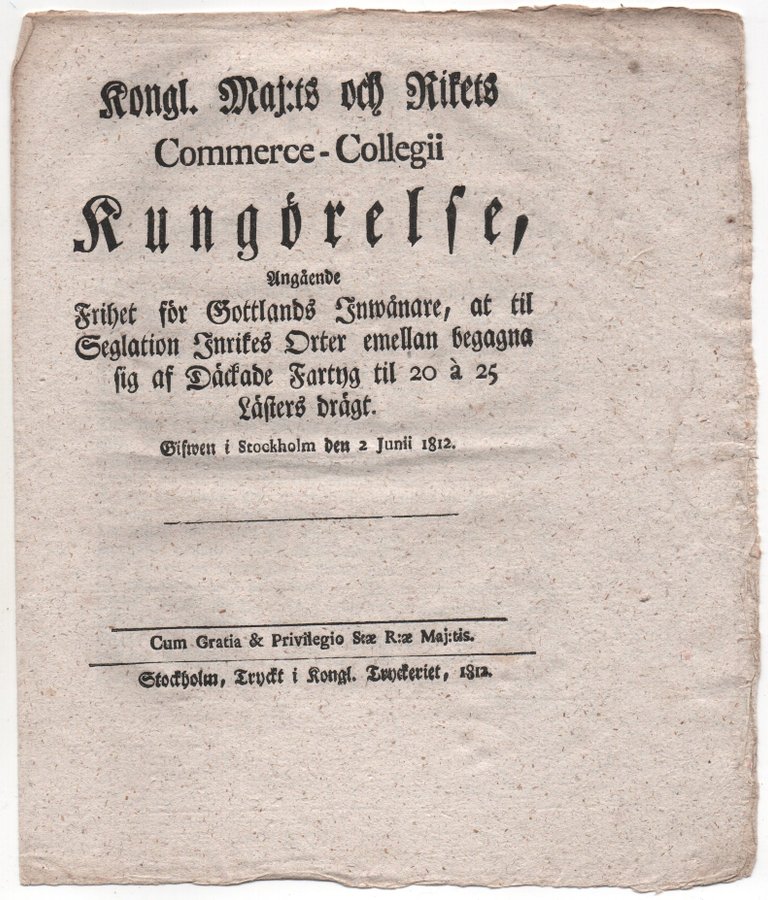 Kongl. Maj:ts och Rikets
Commerce-Collegii
Kungörelse,
Angående
Frihet för Gottlands Inwånare, at til
Seglation Inrikes Orter emellan begagna
sig af Däckade Fartyg til 20 à 25
Lästers drägt.
Gifwen i Stockholm den 2 Junii 1812.
Cum Gratia & Privilegio S:æ R:æ Maj:tis.
Stockholm, Tryckt i Kongl. Tryckeriet, 1812.